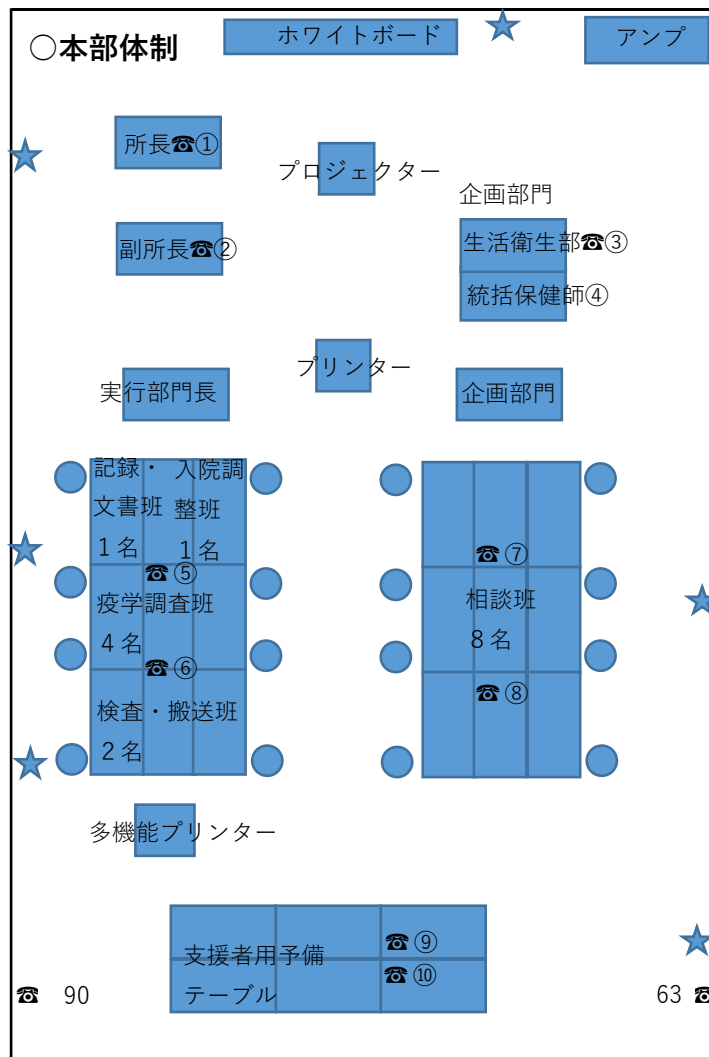 ○本部体制
ホワイトボード
アンプ
所長☎①
プロジェクター
企画部門
副所長☎②
生活衛生部☎③
統括保健師④
プリンター
実行部門長
企画部門
記録・
文書班
1名
入院調
整班
1名
☎⑤
疫学調査班
4名
☎⑥
検査・搬送班
2名
☎⑦
相談班
8名
☎⑧
多機能プリンター
支援者用予備
テーブル
☎⑨
☎⑩
☎ 90
63 ☎